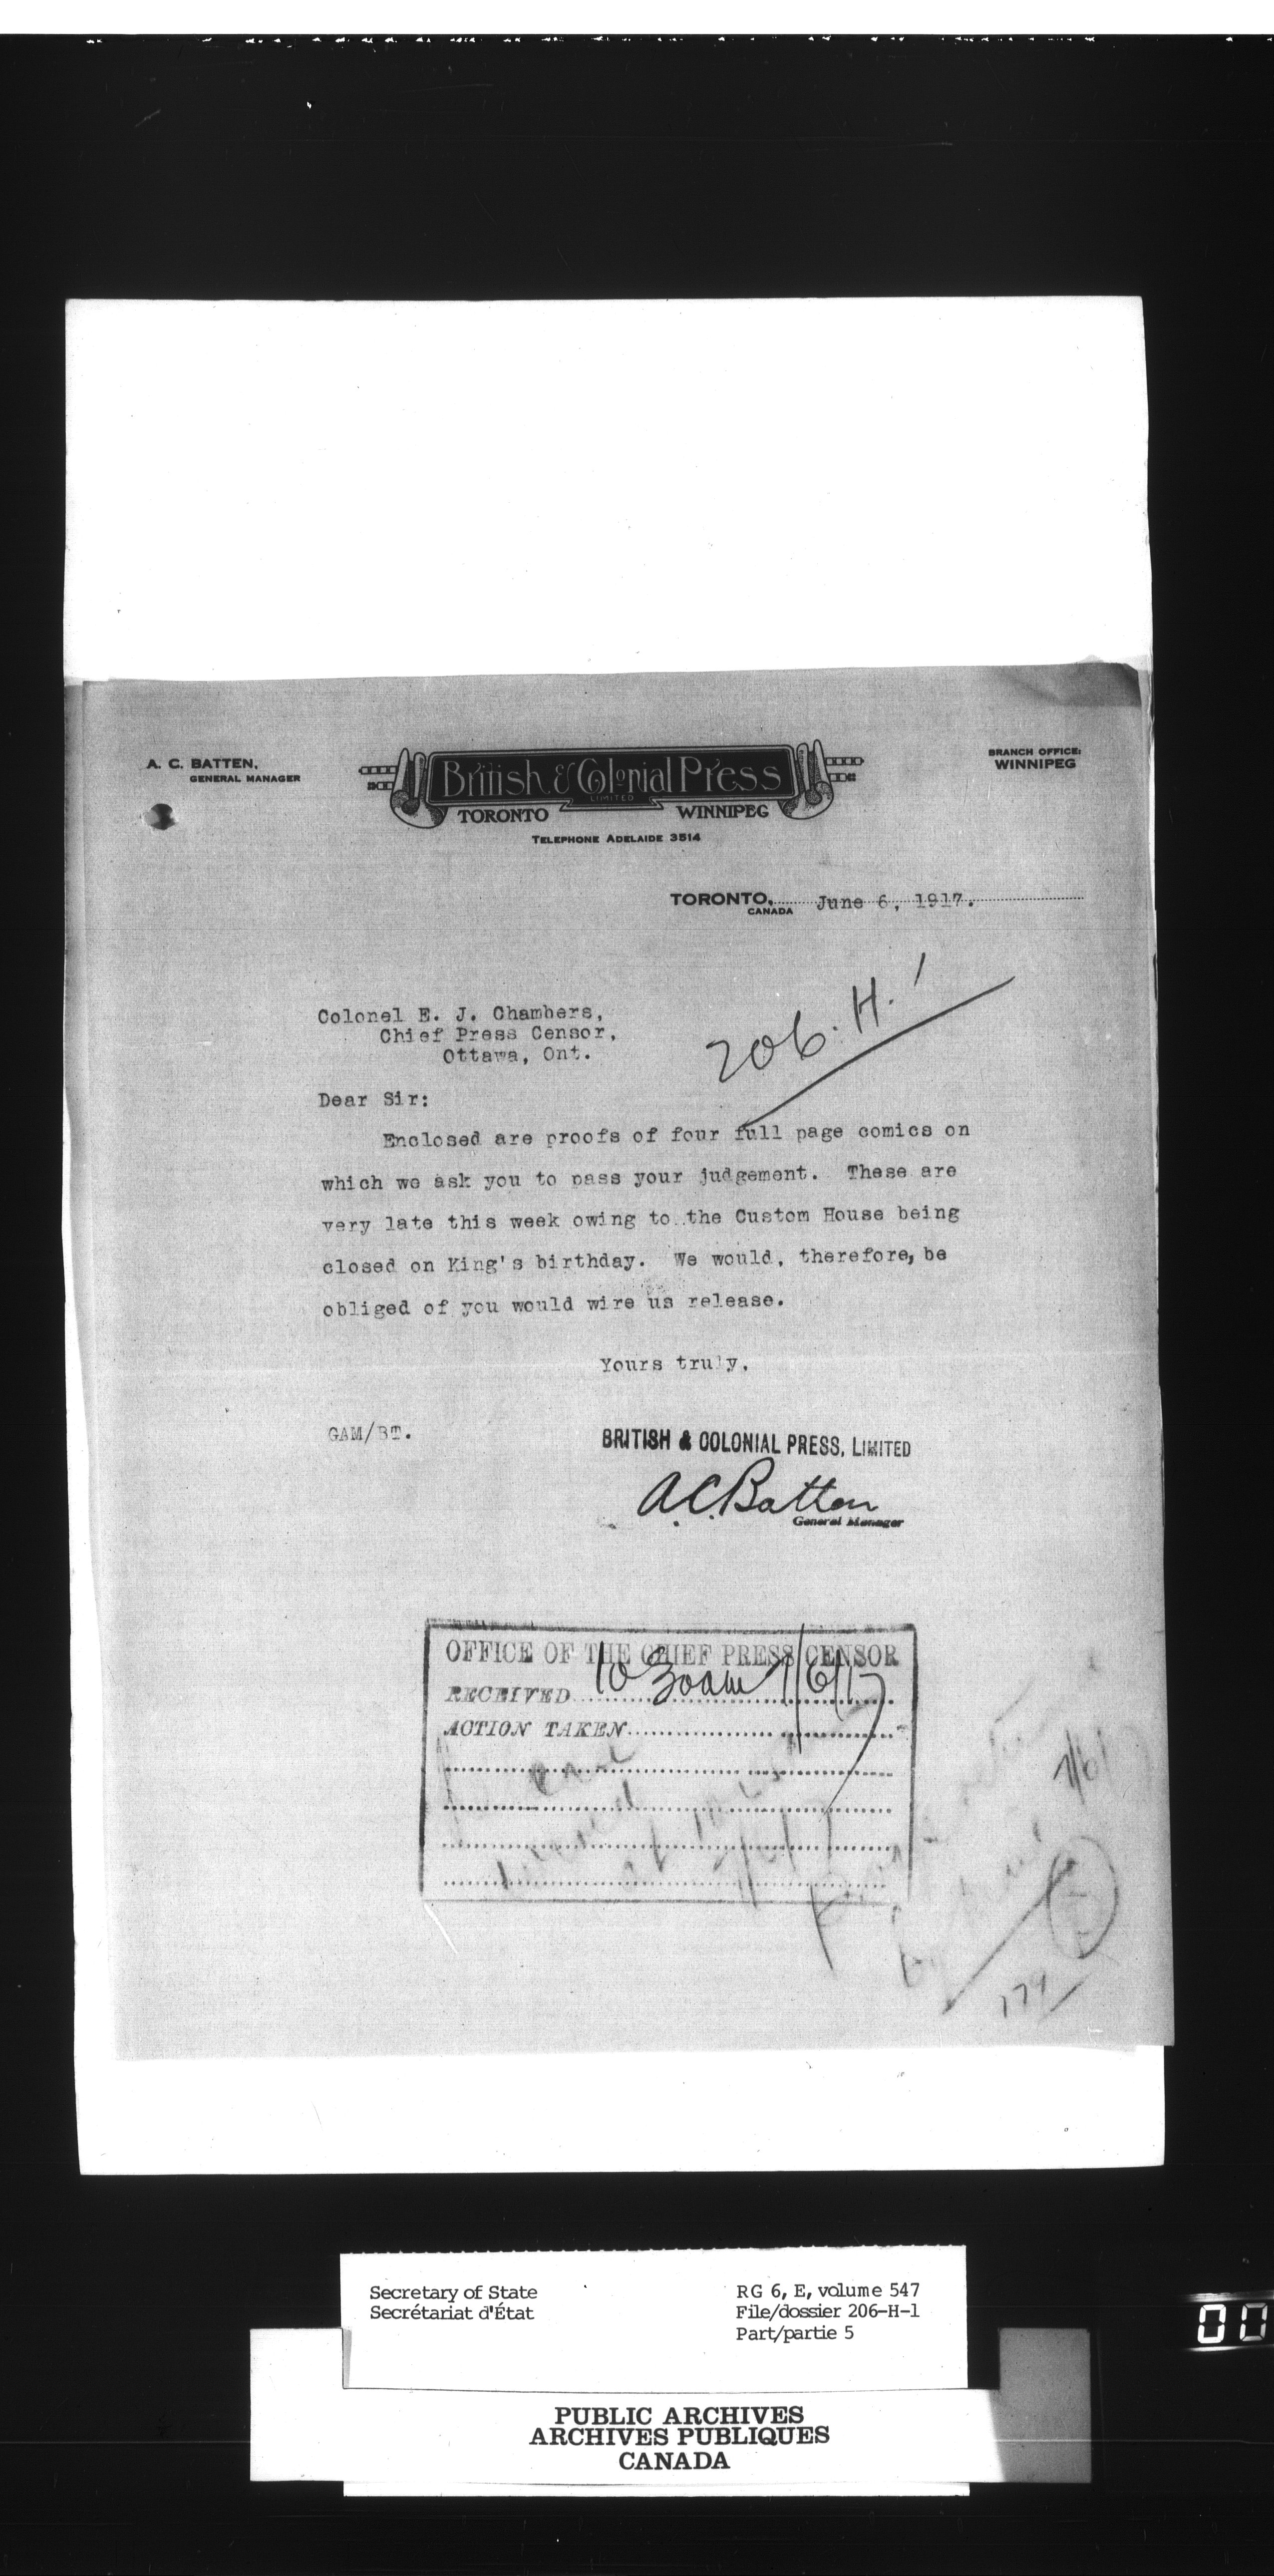 A. C. BATTEN,
GENERAL MANAGER
British & Colonial Press
LIMITED
TORONTO WINNIPEG
TELEPHONE ADELAIDE 3514
BRANCH OFFICE:
WINNIPEG
TORONTO, June 6, 1917.
CANADA
206. H. 1
Colonel E. J. Chambers,
Chief Press Censor,
Ottawa, Ont.
Dear Sir:
Enclosed are proofs of four full page comics on
which we ask you to pass your judgement. These are
very late this week owing to the Custom House being
closed on King's birthday. We would, therefore, be
obliged of you would wire us release.
Yours truly,
GAM/BT.
BRITISH & COLONIAL PRESS, LIMITED
A.C. Batten
General Manager
OFFICE OF THE CHIEF PRESS CENSOR
RECEIVED 10 30am 7/6/17
ACTION TAKEN
7/6/
174
Secretary of State
Secrétariat d'État
RG 6, E, volume 547
File/dossier 206-H-1
Part/partie 5
PUBLIC ARCHIVES
ARCHIVES PUBLIQUES
CANADA
00